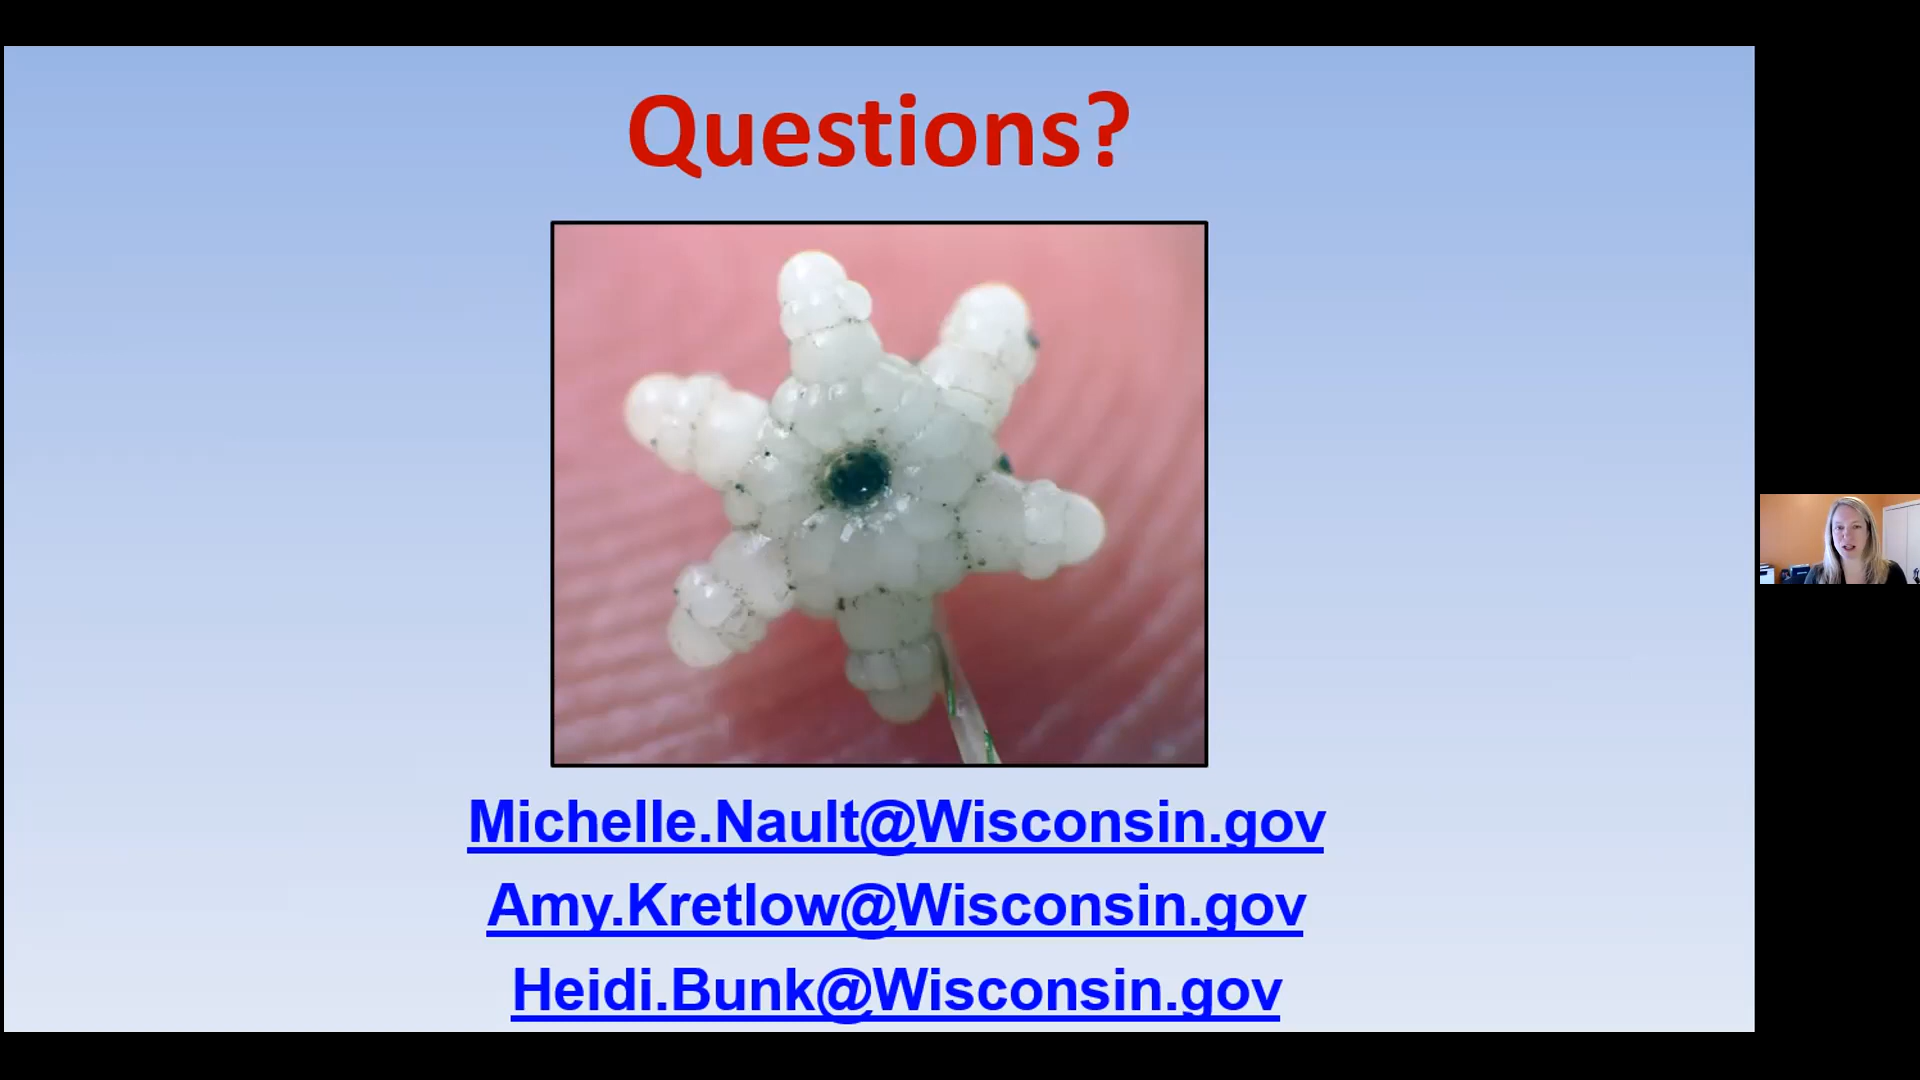 Questions?
Michelle.Nault@Wisconsin.gov
Amy.Kretlow@Wisconsin.gov
Heidi.Bunk@Wisconsin.gov